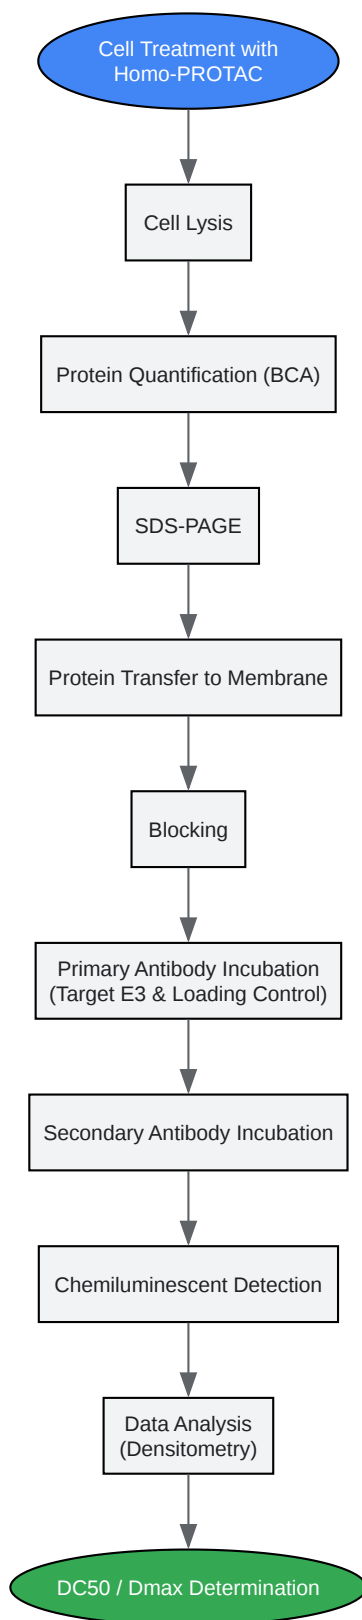 Cell Treatment with
Homo-PROTAC
Cell Lysis
Protein Quantification (BCA)
SDS-PAGE
Protein Transfer to Membrane
Blocking
Primary Antibody Incubation
(Target E3 & Loading Control)
Secondary Antibody Incubation
Chemiluminescent Detection
Data Analysis
(Densitometry)
DC50 / Dmax Determination